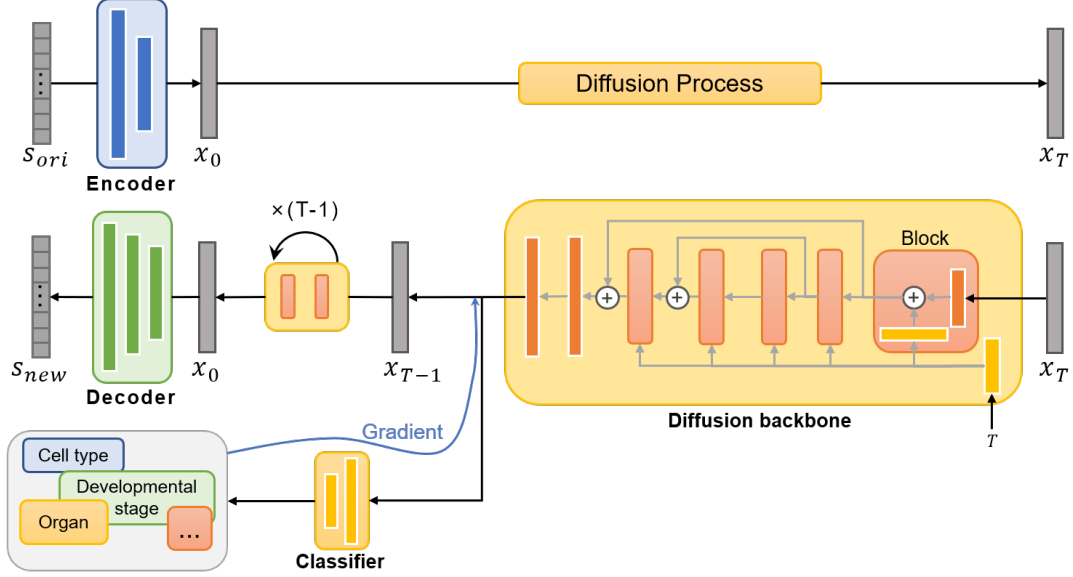 Diffusion Process
s_ori
x_0
x_T
Encoder
×(T-1)
Block
+
+
+
s_new
x_0
x_{T−1}
x_T
Decoder
Diffusion backbone
Gradient
T
Cell type
Developmental
stage
Organ
...
Classifier